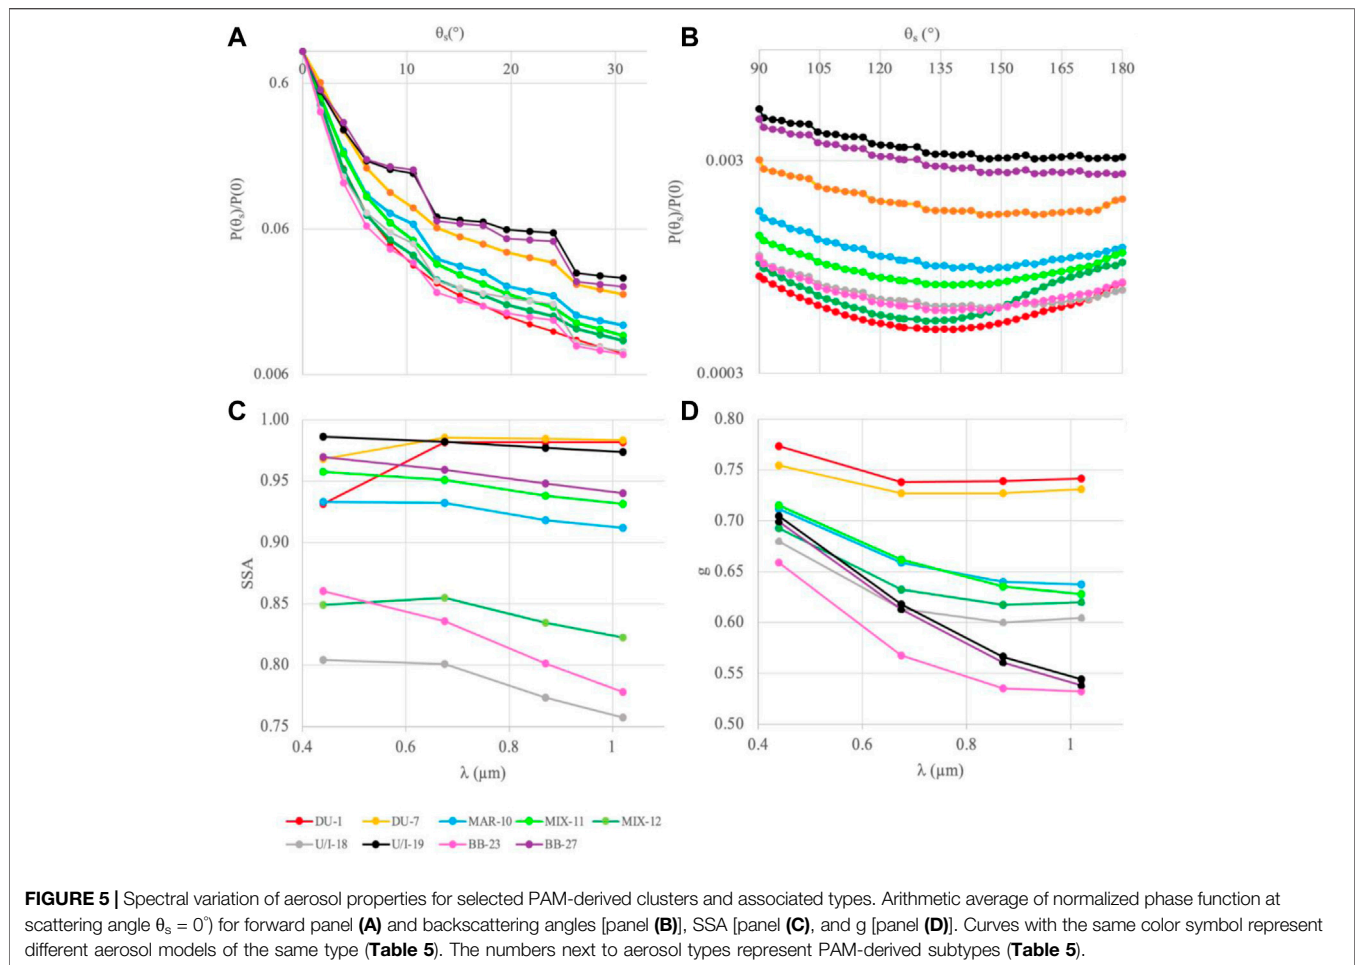 A
θs(°)
0
10
20
30
0.6
0.06
0.006
P(θs)/P(0)
B
θs (°)
90
105
120
135
150
165
180
0.003
0.0003
P(θs)/P(0)
C
1.00
0.95
0.90
0.85
0.80
0.75
SSA
0.4
0.6
0.8
1
λ (µm)
D
0.80
0.75
0.70
0.65
0.60
0.55
0.50
g
0.4
0.6
0.8
1
λ (µm)
DU-1 DU-7 MAR-10 MIX-11 MIX-12
U/I-18 U/I-19 BB-23 BB-27
FIGURE 5 | Spectral variation of aerosol properties for selected PAM-derived clusters and associated types. Arithmetic average of normalized phase function at
scattering angle θs = 0°) for forward panel (A) and backscattering angles [panel (B)], SSA [panel (C), and g [panel (D)]. Curves with the same color symbol represent
different aerosol models of the same type (Table 5). The numbers next to aerosol types represent PAM-derived subtypes (Table 5).